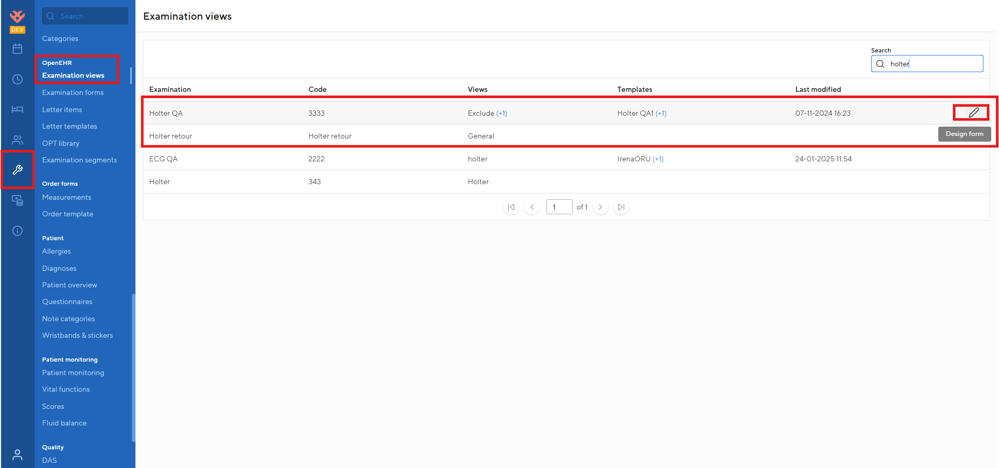 DEV
Search
Categories
OpenEHR
Examination views
Examination forms
Letter items
Letter templates
OPT library
Examination segments
Order forms
Measurements
Order template
Patient
Allergies
Diagnoses
Patient overview
Questionnaires
Note categories
Wristbands & stickers
Patient monitoring
Patient monitoring
Vital functions
Scores
Fluid balance
Quality
DAS
Examination views
Search
holter
Examination Code Views Templates Last modified
Holter QA 3333 Exclude (+1) Holter QA1 (+1) 07-11-2024 16:23
Holter retour Holter retour General
Design form
ECG QA 2222 holter IrenaORU (+1) 24-01-2025 11:54
Holter 343 Holter
1 of 1